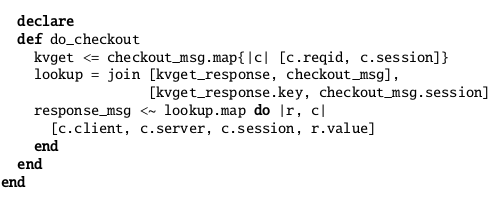 declare
def do_checkout
kvget <= checkout_msg.map{|c| [c.reqid, c.session]}
lookup = join [kvget_response, checkout_msg],
[kvget_response.key, checkout_msg.session]
response_msg <~ lookup.map do |r, c|
[c.client, c.server, c.session, r.value]
end
end
end